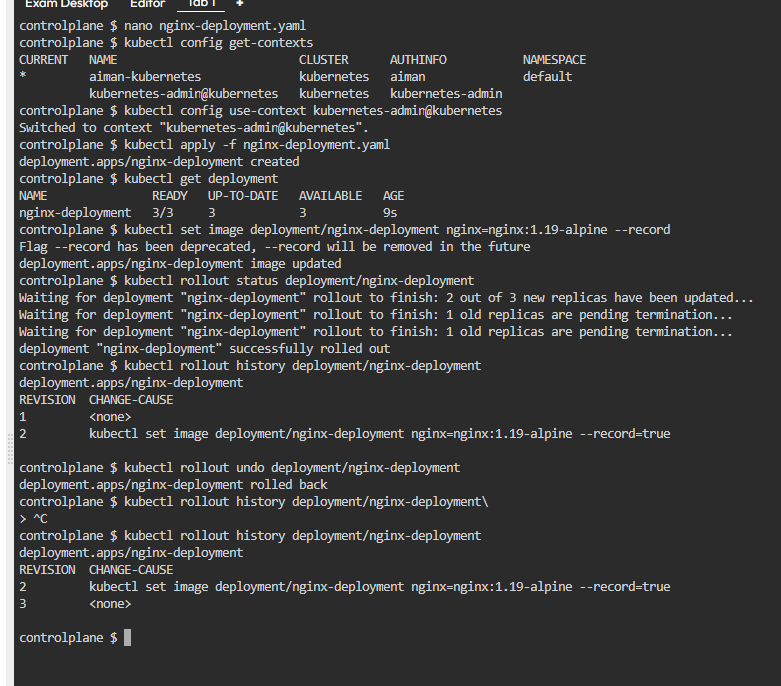 Exam Desktop Editor Tab 1 +
controlplane $ nano nginx-deployment.yaml
controlplane $ kubectl config get-contexts
CURRENT NAME CLUSTER AUTHINFO NAMESPACE
* aiman-kubernetes kubernetes aiman default
kubernetes-admin@kubernetes kubernetes kubernetes-admin
controlplane $ kubectl config use-context kubernetes-admin@kubernetes
Switched to context "kubernetes-admin@kubernetes".
controlplane $ kubectl apply -f nginx-deployment.yaml
deployment.apps/nginx-deployment created
controlplane $ kubectl get deployment
NAME READY UP-TO-DATE AVAILABLE AGE
nginx-deployment 3/3 3 3 9s
controlplane $ kubectl set image deployment/nginx-deployment nginx=nginx:1.19-alpine --record
Flag --record has been deprecated, --record will be removed in the future
deployment.apps/nginx-deployment image updated
controlplane $ kubectl rollout status deployment/nginx-deployment
Waiting for deployment "nginx-deployment" rollout to finish: 2 out of 3 new replicas have been updated...
Waiting for deployment "nginx-deployment" rollout to finish: 1 old replicas are pending termination...
Waiting for deployment "nginx-deployment" rollout to finish: 1 old replicas are pending termination...
deployment "nginx-deployment" successfully rolled out
controlplane $ kubectl rollout history deployment/nginx-deployment
deployment.apps/nginx-deployment
REVISION CHANGE-CAUSE
1 <none>
2 kubectl set image deployment/nginx-deployment nginx=nginx:1.19-alpine --record=true
controlplane $ kubectl rollout undo deployment/nginx-deployment
deployment.apps/nginx-deployment rolled back
controlplane $ kubectl rollout history deployment/nginx-deployment\
> ^C
controlplane $ kubectl rollout history deployment/nginx-deployment
deployment.apps/nginx-deployment
REVISION CHANGE-CAUSE
2 kubectl set image deployment/nginx-deployment nginx=nginx:1.19-alpine --record=true
3 <none>
controlplane $